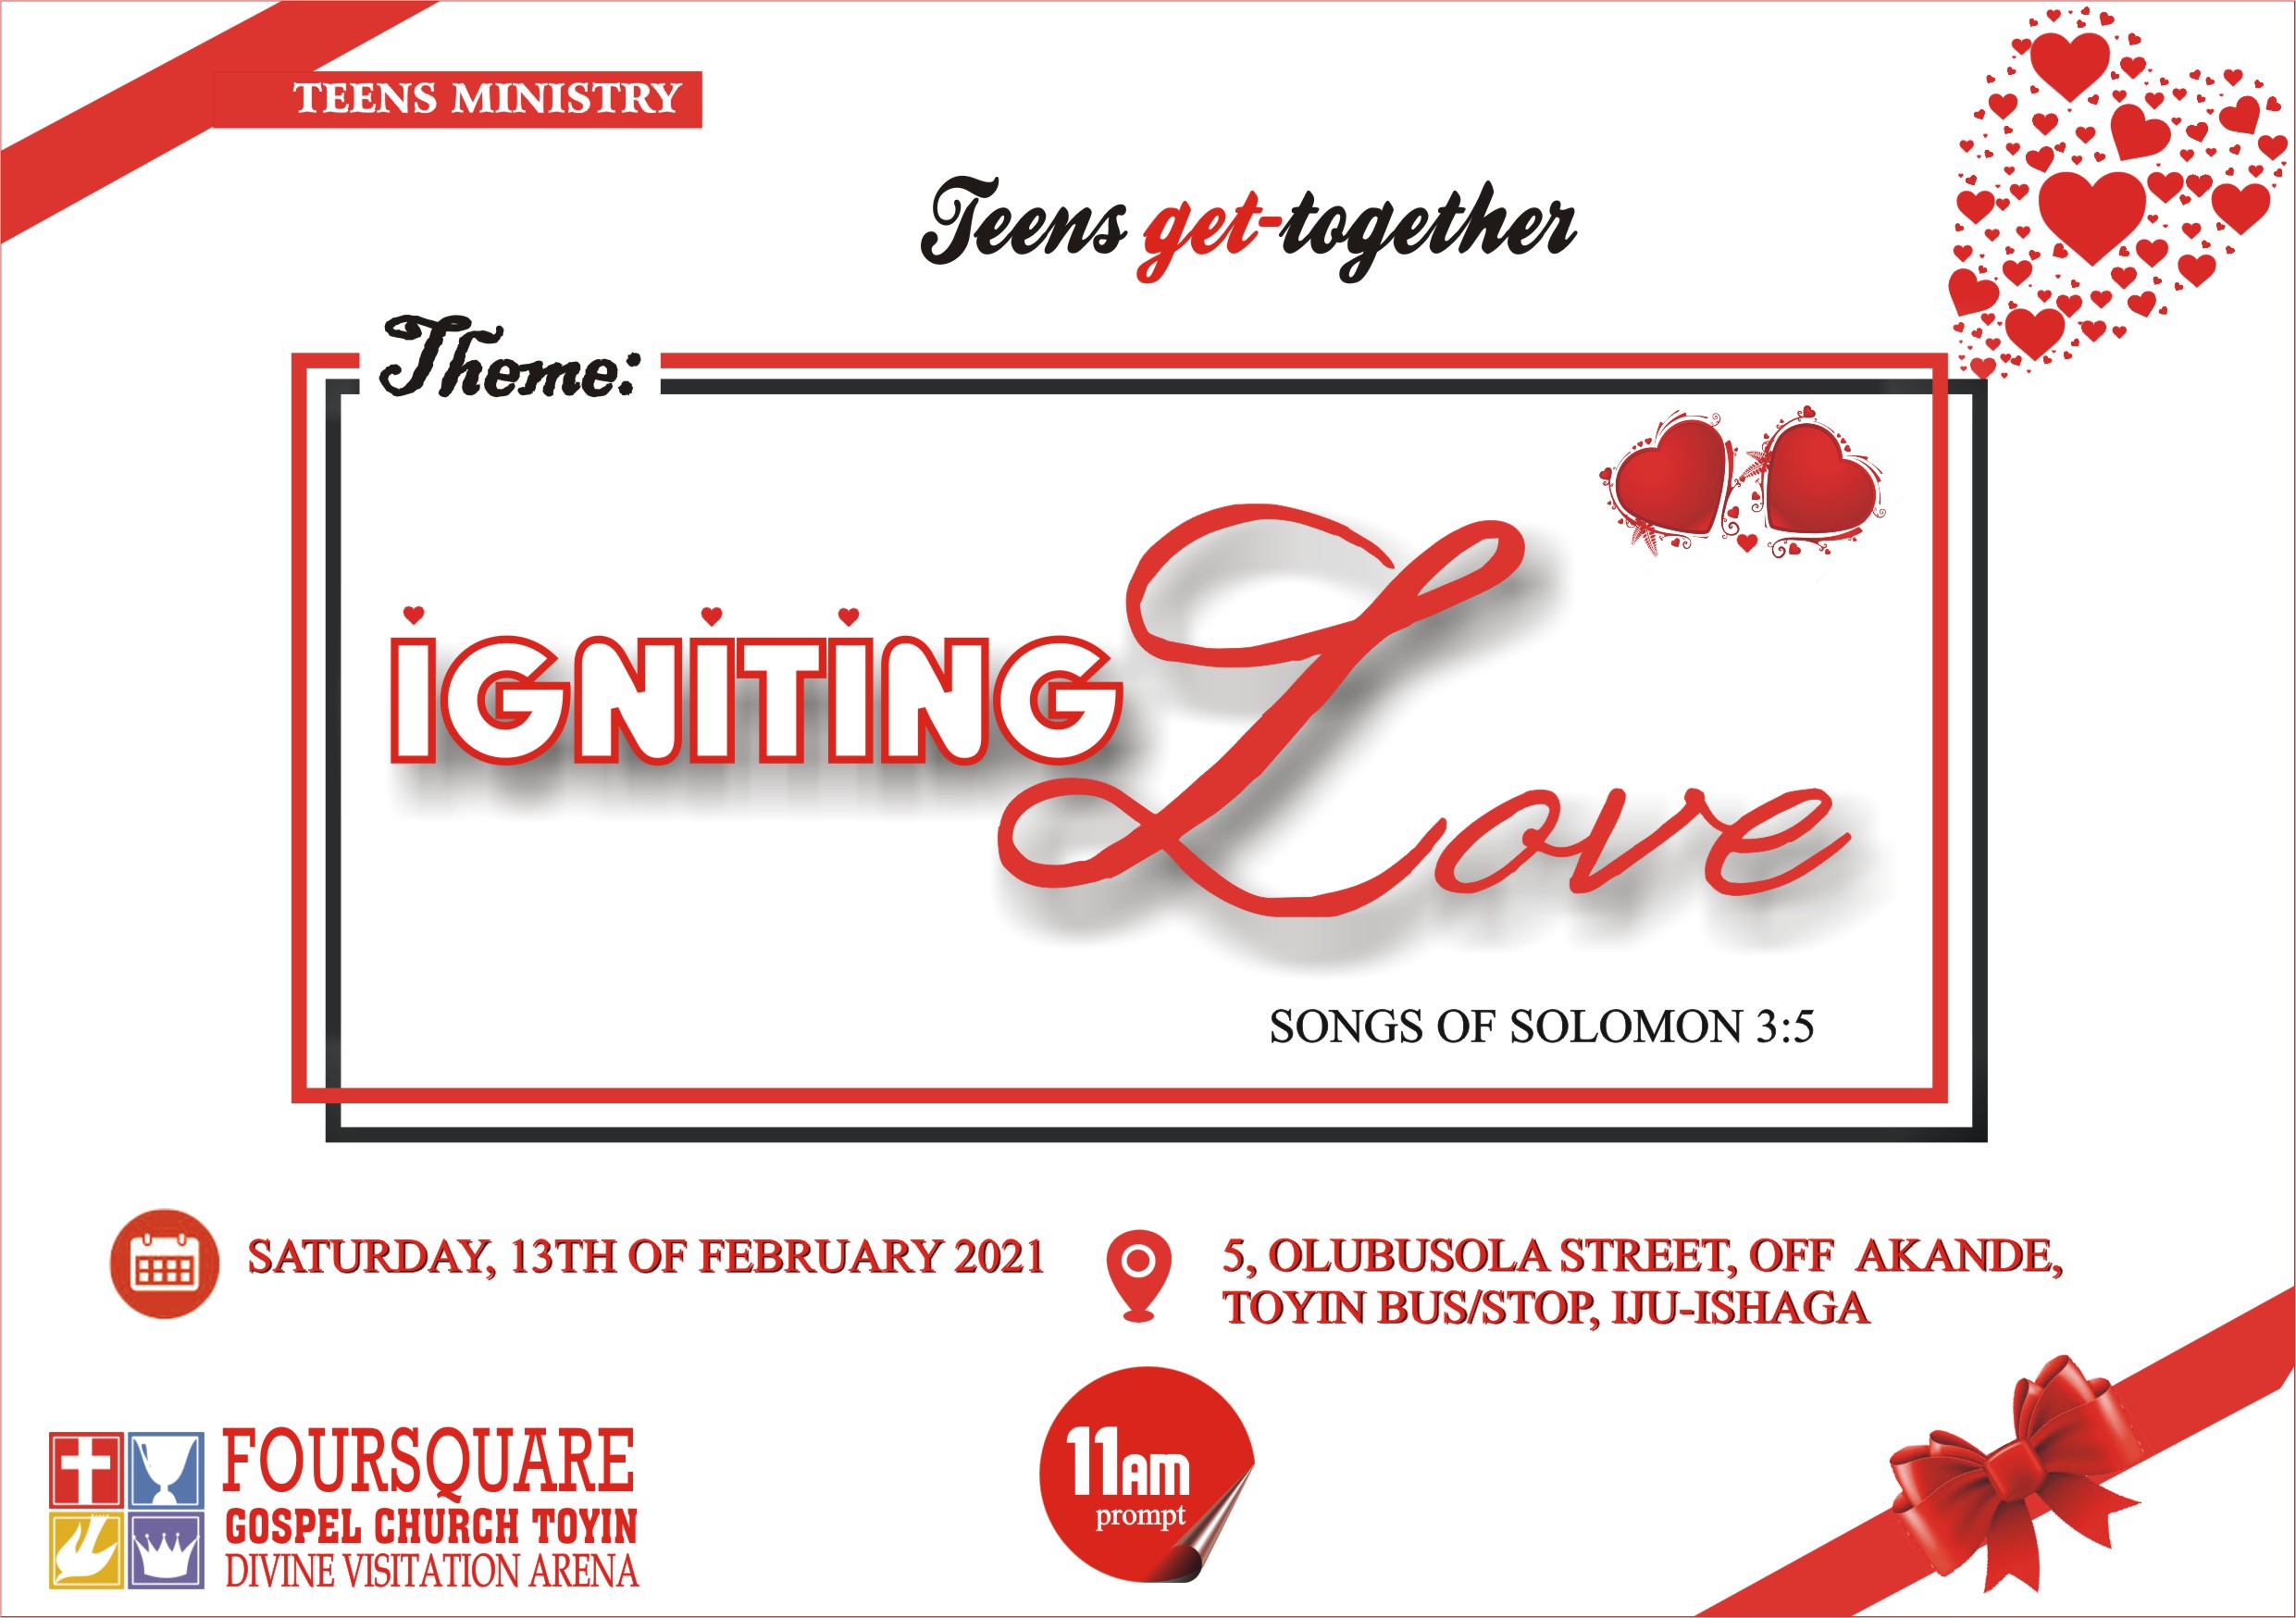 TEENS MINISTRY
Teens get-together
Theme:
iGNiTiNG
Love
SONGS OF SOLOMON 3:5
SATURDAY, 13TH OF FEBRUARY 2021
5, OLUBUSOLA STREET, OFF AKANDE,
TOYIN BUS/STOP, IJU-ISHAGA
11AM
prompt
FOURSQUARE
GOSPEL CHURCH TOYIN
DIVINE VISITATION ARENA